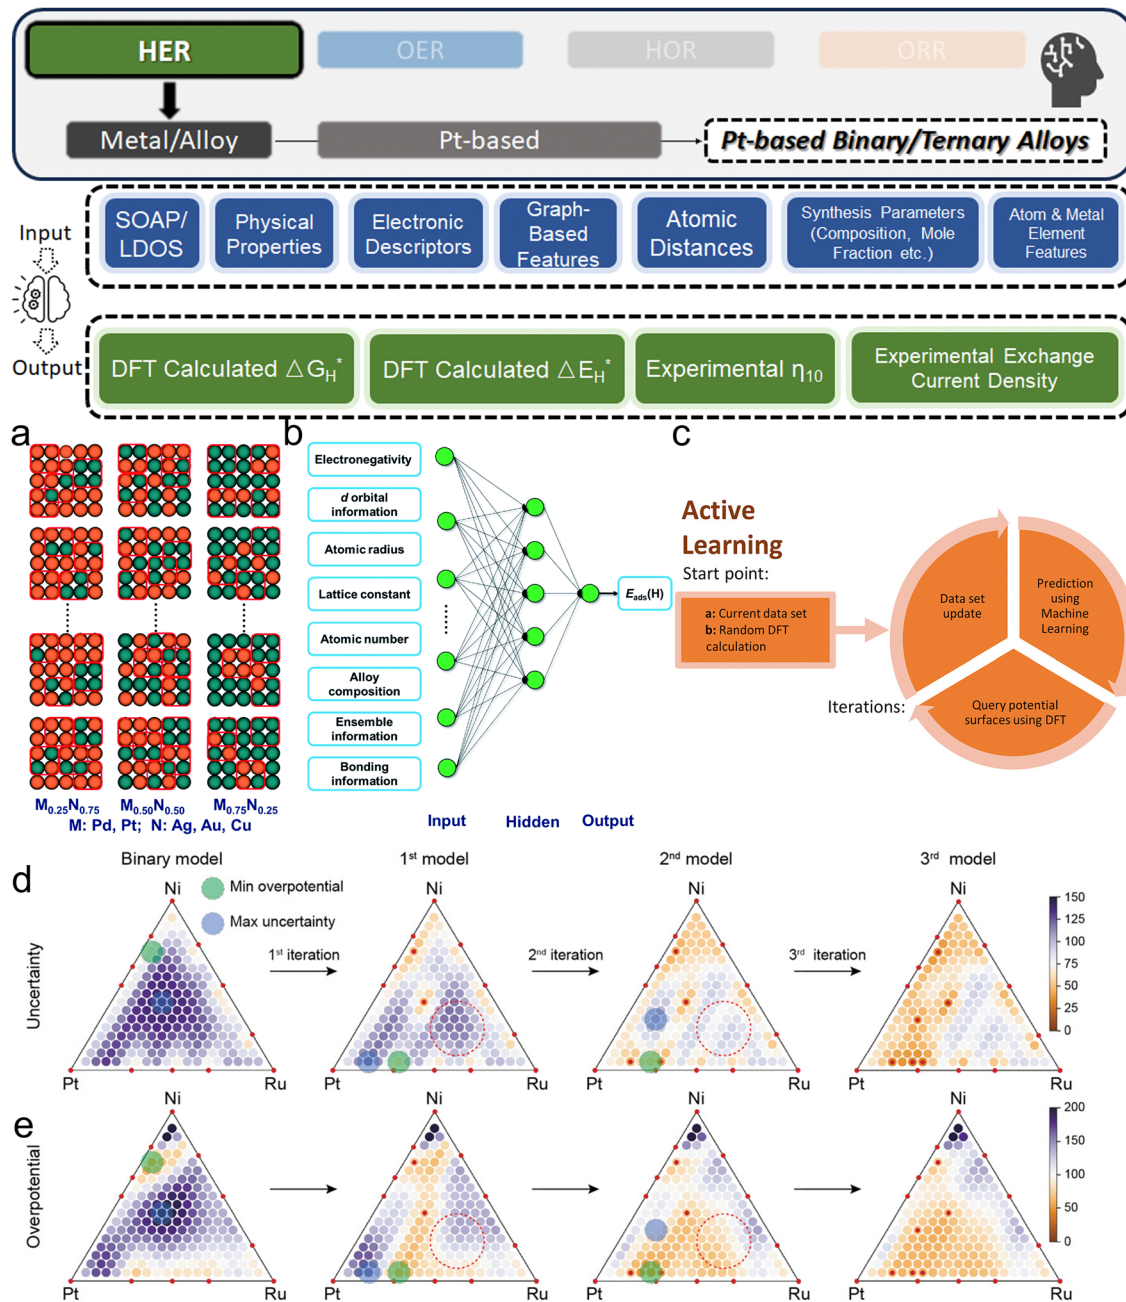 HER
OER
HOR
ORR
Metal/Alloy
Pt-based
Pt-based Binary/Ternary Alloys
Input
SOAP/
LDOS
Physical
Properties
Electronic
Descriptors
Graph-
Based
Features
Atomic
Distances
Synthesis Parameters
(Composition, Mole
Fraction etc.)
Atom & Metal
Element
Features
Output
DFT Calculated △G_H*
DFT Calculated △E_H*
Experimental η10
Experimental Exchange
Current Density
a
M0.25N0.75
M0.50N0.50
M0.75N0.25
M: Pd, Pt; N: Ag, Au, Cu
b
Electronegativity
d orbital
information
Atomic radius
Lattice constant
Atomic number
Alloy
composition
Ensemble
information
Bonding
information
Eads(H)
Input
Hidden
Output
c
Active
Learning
Start point:
a: Current data set
b: Random DFT
calculation
Iterations:
Data set
update
Prediction
using
Machine
Learning
Query potential
surfaces using DFT
d
Binary model
1st model
2nd model
3rd model
Min overpotential
Max uncertainty
1st iteration
2nd iteration
3rd iteration
Uncertainty
Ni
Pt
Ru
Ni
Pt
Ru
Ni
Pt
Ru
Ni
Pt
Ru
150
125
100
75
50
25
0
e
Overpotential
Ni
Pt
Ru
Ni
Pt
Ru
Ni
Pt
Ru
Ni
Pt
Ru
200
150
100
50
0